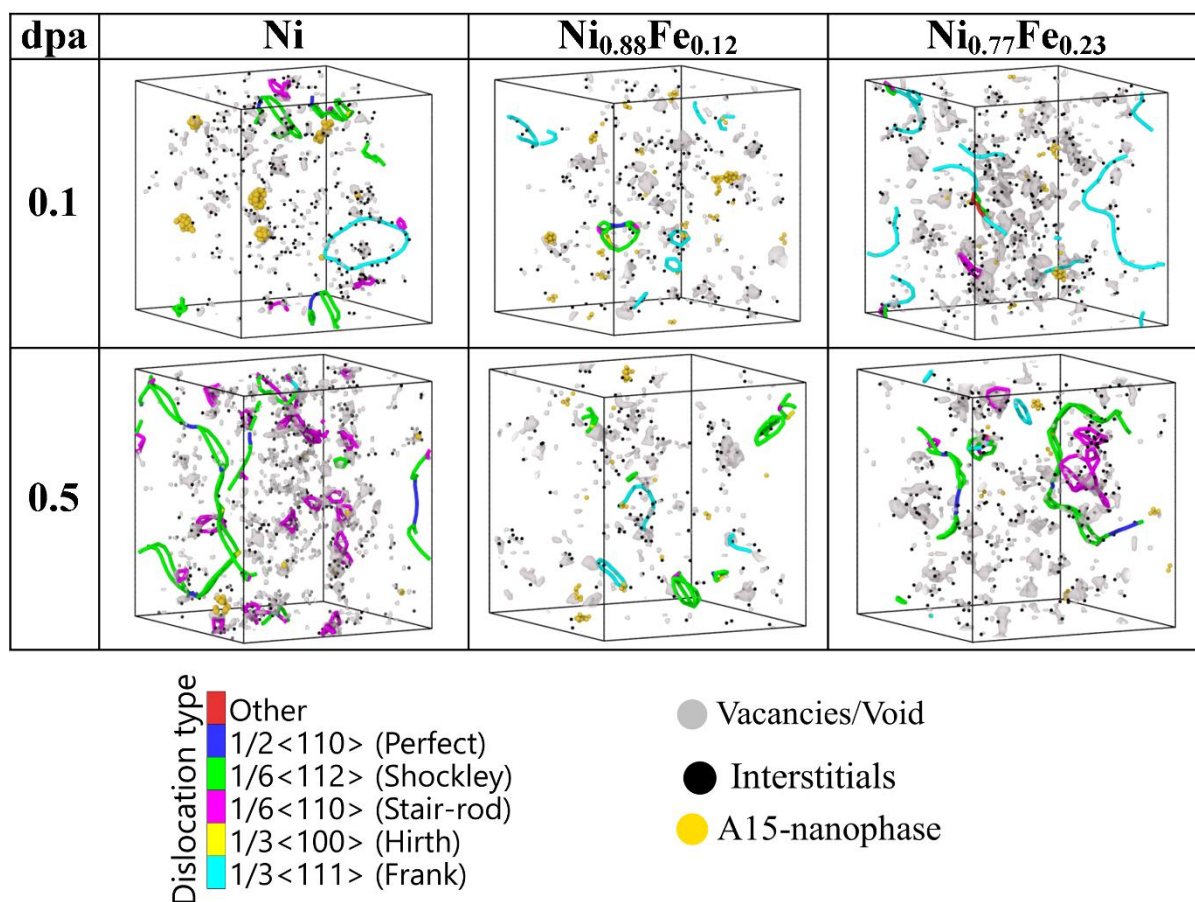 dpa Ni Ni0.88Fe0.12 Ni0.77Fe0.23
0.1
0.5
Dislocation type
Other
1/2<110> (Perfect)
1/6<112> (Shockley)
1/6<110> (Stair-rod)
1/3<100> (Hirth)
1/3<111> (Frank)
Vacancies/Void
Interstitials
A15-nanophase